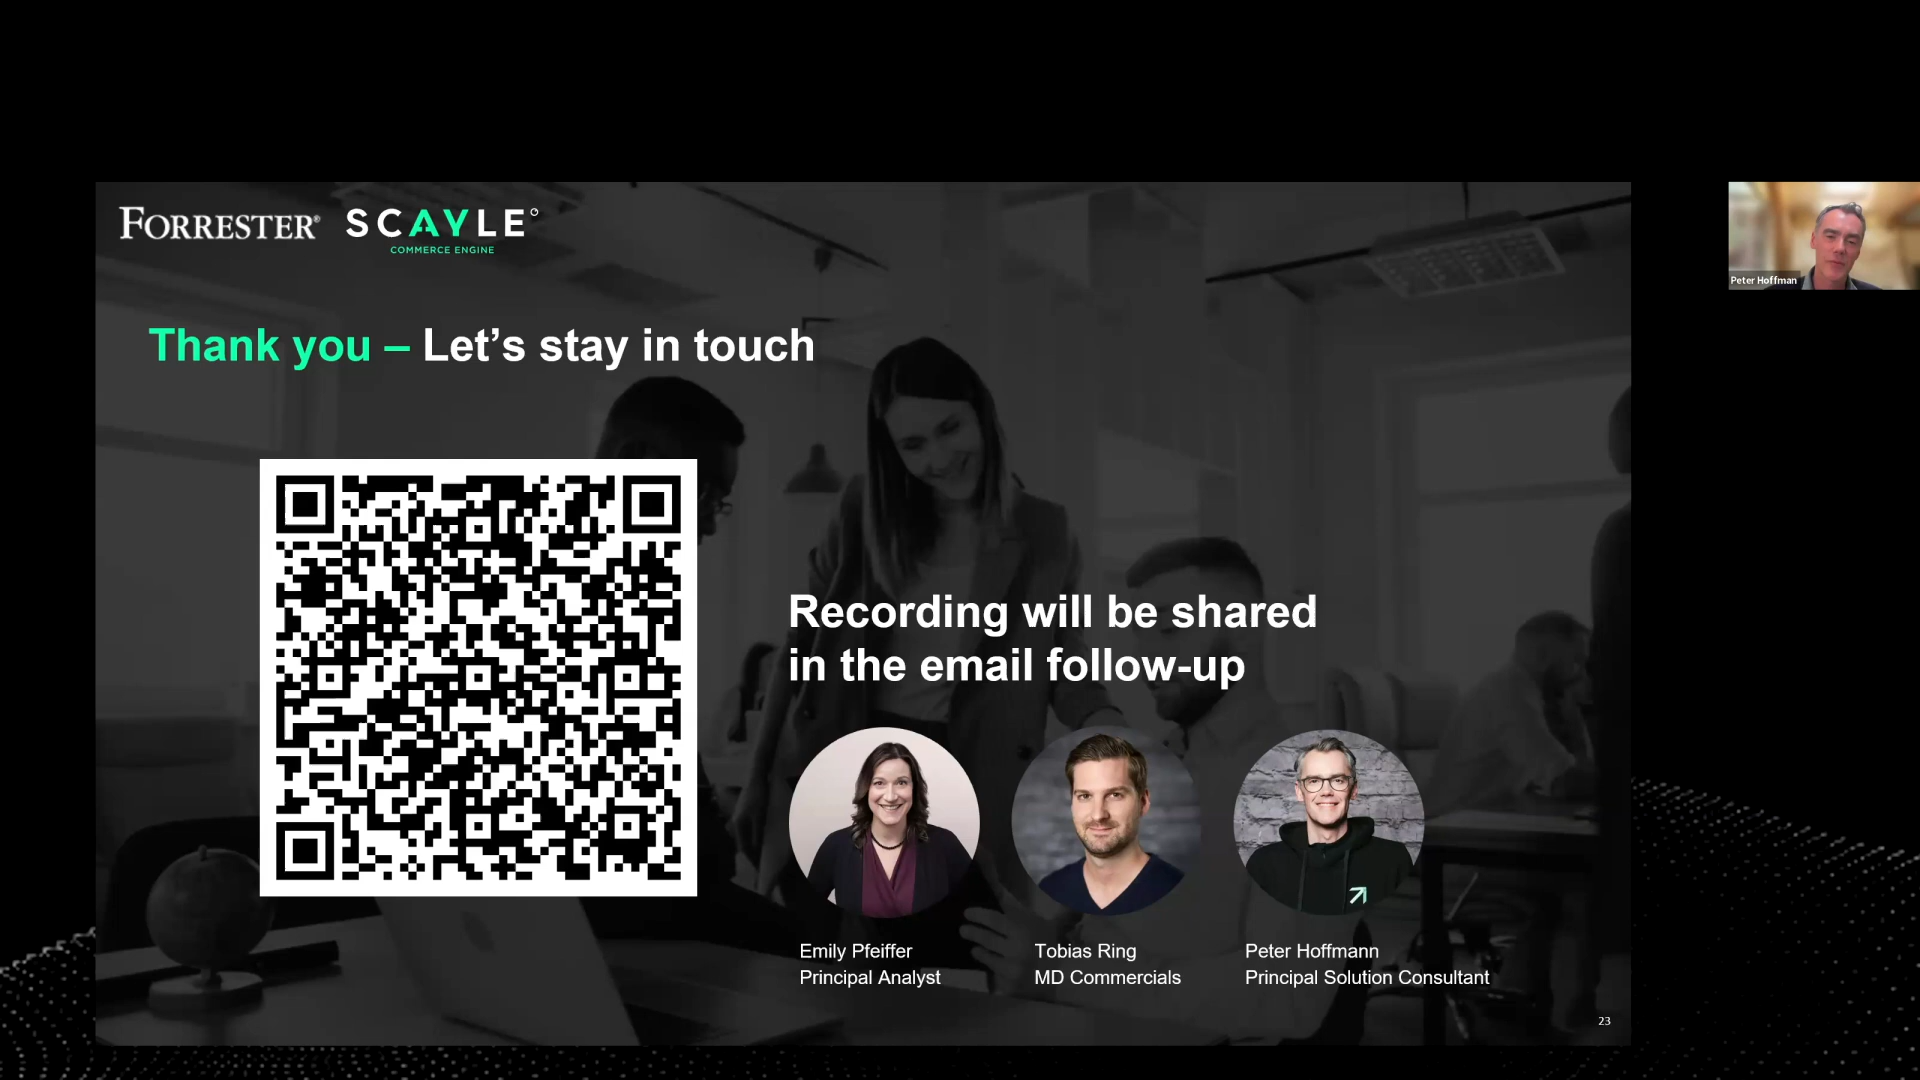 FORRESTER®
SCAYLE
COMMERCE ENGINE
Peter Hoffman
Thank you – Let’s stay in touch
Recording will be shared
in the email follow-up
Emily Pfeiffer
Principal Analyst
Tobias Ring
MD Commercials
Peter Hoffmann
Principal Solution Consultant
23